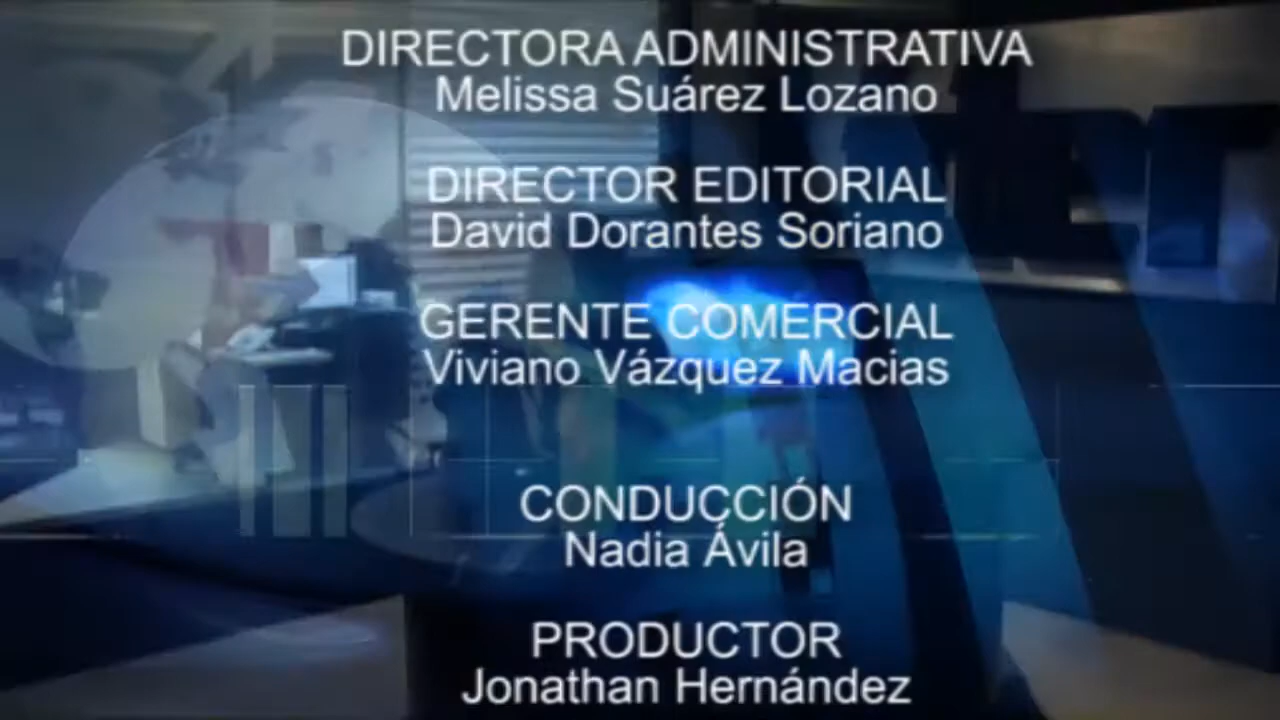 DIRECTORA ADMINISTRATIVA
Melissa Suárez Lozano
DIRECTOR EDITORIAL
David Dorantes Soriano
GERENTE COMERCIAL
Viviano Vázquez Macias
CONDUCCIÓN
Nadia Ávila
PRODUCTOR
Jonathan Hernández